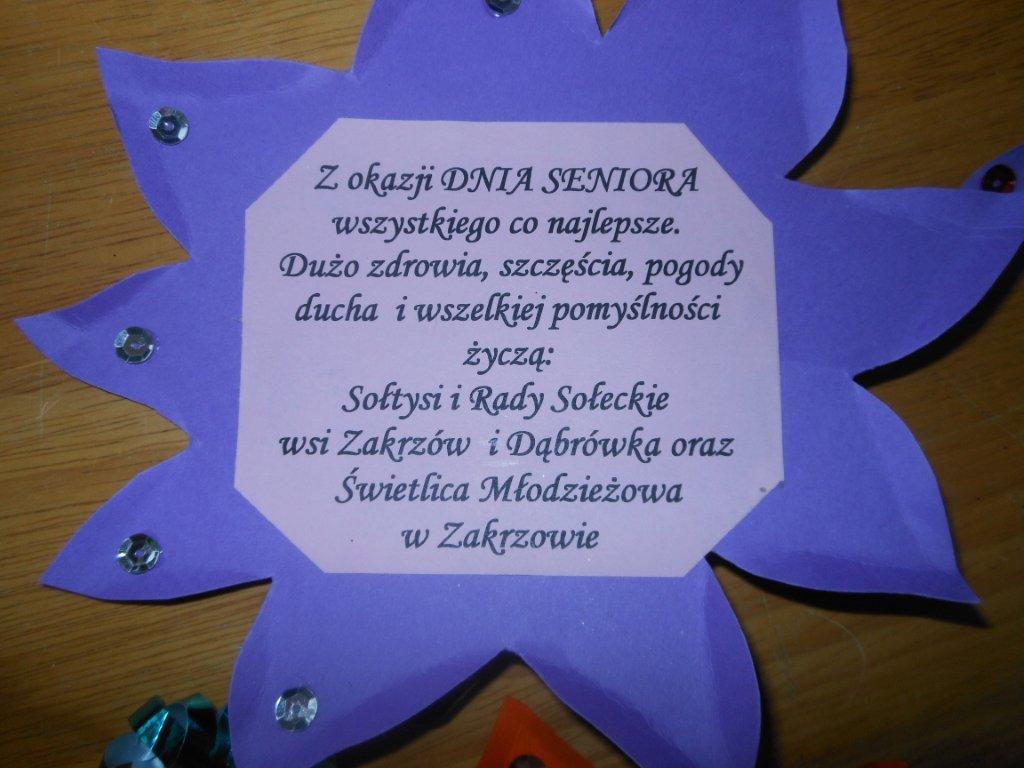 Z okazji DNIA SENIORA
wszystkiego co najlepsze.
Dużo zdrowia, szczęścia, pogody
ducha i wszelkiej pomyślności
życzą:
Sołtysi i Rady Sołeckie
wsi Zakrzów i Dąbrówka oraz
Świetlica Młodzieżowa
w Zakrzowie